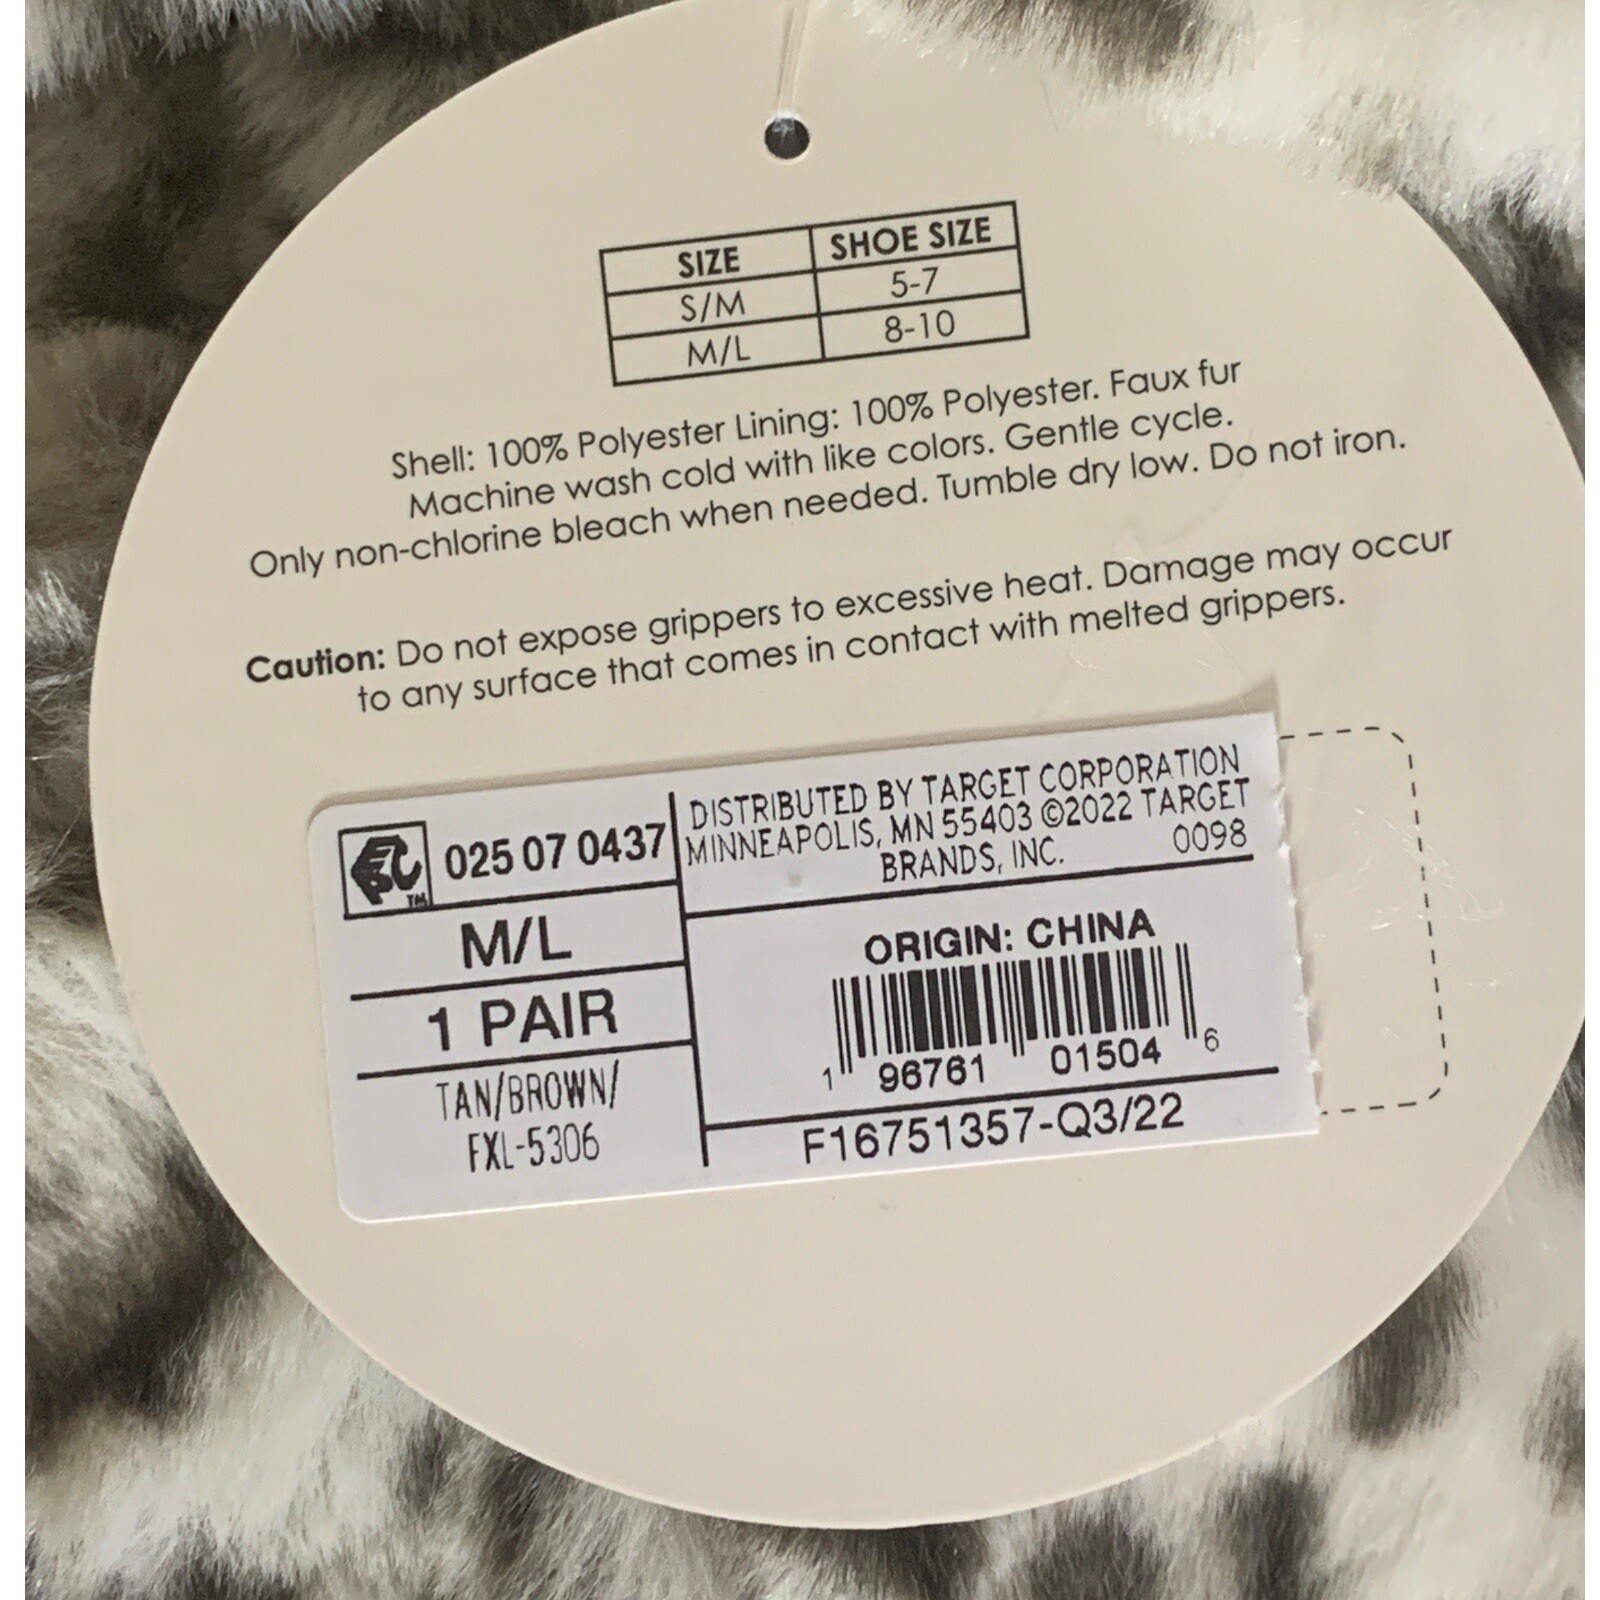 SIZE SHOE SIZE
S/M 5-7
M/L 8-10
Shell: 100% Polyester Lining: 100% Polyester. Faux fur
Machine wash cold with like colors. Gentle cycle.
Only non-chlorine bleach when needed. Tumble dry low. Do not iron.
Caution: Do not expose grippers to excessive heat. Damage may occur
to any surface that comes in contact with melted grippers.
TM 025 07 0437
M/L
1 PAIR
TAN/BROWN/
FXL-5306
DISTRIBUTED BY TARGET CORPORATION
MINNEAPOLIS, MN 55403 ©2022 TARGET
BRANDS, INC. 0098
ORIGIN: CHINA
1 96761 01504 6
F16751357-Q3/22